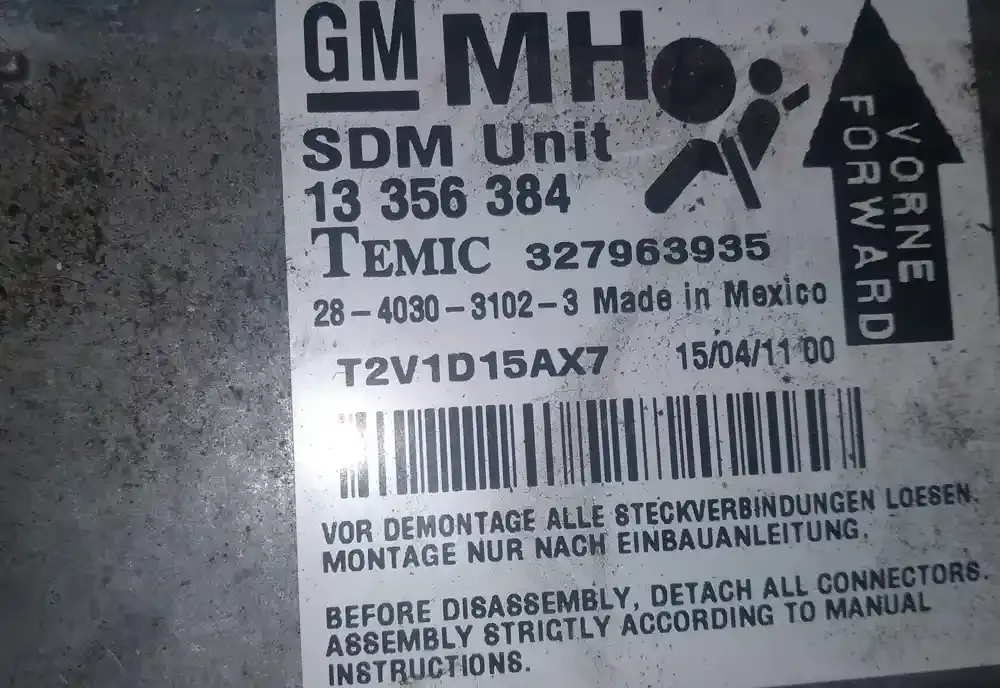 GM MH
SDM Unit
13 356 384
TEMIC 327963935
28-4030-3102-3 Made in Mexico
T2V1D15AX7 15/04/11 00
VORNE
FORWARD
VOR DEMONTAGE ALLE STECKVERBINDUNGEN LOESEN.
MONTAGE NUR NACH EINBAUANLEITUNG.
BEFORE DISASSEMBLY, DETACH ALL CONNECTORS.
ASSEMBLY STRIGTLY ACCORDING TO MANUAL
INSTRUCTIONS.